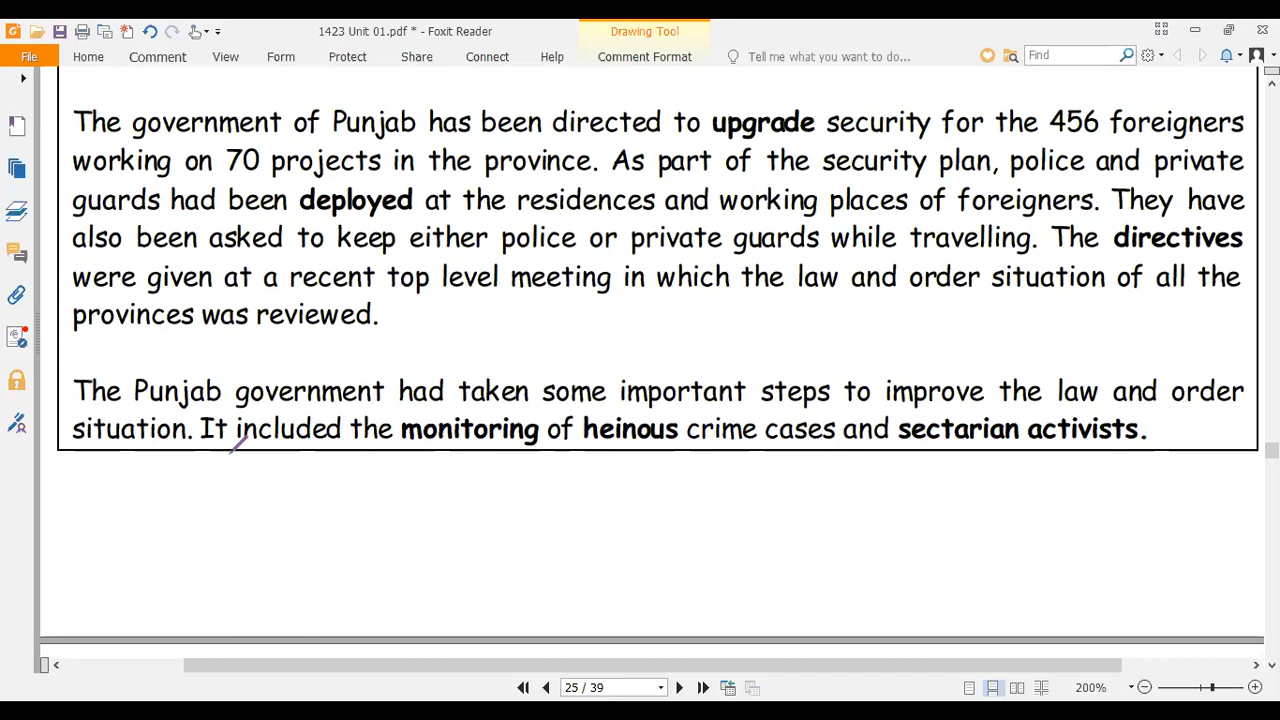 1423 Unit 01.pdf * - Foxit Reader
Drawing Tool
File
Home
Comment
View
Form
Protect
Share
Connect
Help
Comment Format
Tell me what you want to do...
Find
The government of Punjab has been directed to upgrade security for the 456 foreigners
working on 70 projects in the province. As part of the security plan, police and private
guards had been deployed at the residences and working places of foreigners. They have
also been asked to keep either police or private guards while travelling. The directives
were given at a recent top level meeting in which the law and order situation of all the
provinces was reviewed.
The Punjab government had taken some important steps to improve the law and order
situation. It included the monitoring of heinous crime cases and sectarian activists.
25 / 39
200%